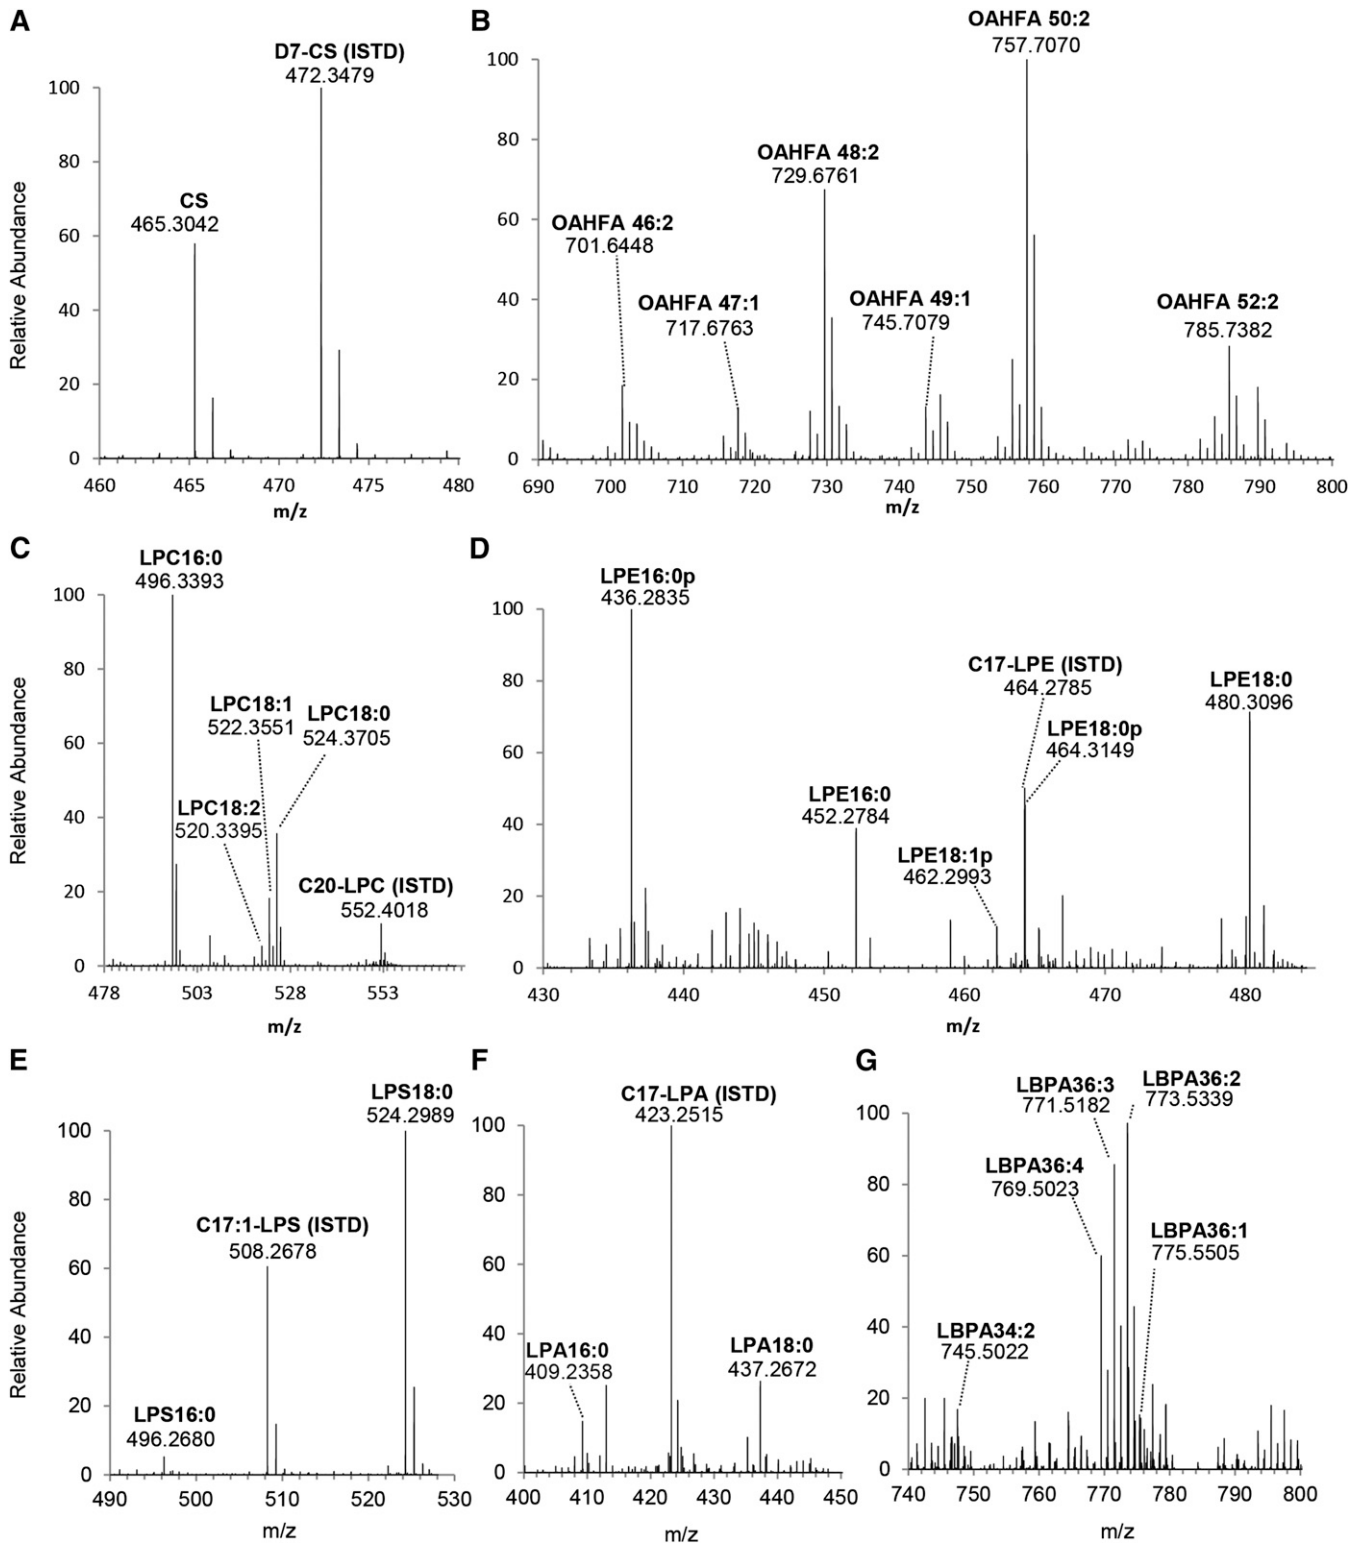 A
D7-CS (ISTD)
472.3479
CS
465.3042
100
80
60
40
20
0
Relative Abundance
460 465 470 475 480
m/z
B
OAHFA 50:2
757.7070
OAHFA 48:2
729.6761
OAHFA 46:2
701.6448
OAHFA 47:1
717.6763
OAHFA 49:1
745.7079
OAHFA 52:2
785.7382
100
80
60
40
20
0
690 700 710 720 730 740 750 760 770 780 790 800
m/z
C
LPC16:0
496.3393
LPC18:1
522.3551
LPC18:0
524.3705
LPC18:2
520.3395
C20-LPC (ISTD)
552.4018
100
80
60
40
20
0
Relative Abundance
478 503 528 553
m/z
D
LPE16:0p
436.2835
C17-LPE (ISTD)
464.2785
LPE18:0p
464.3149
LPE18:0
480.3096
LPE16:0
452.2784
LPE18:1p
462.2993
100
80
60
40
20
0
430 440 450 460 470 480
m/z
E
LPS18:0
524.2989
C17:1-LPS (ISTD)
508.2678
LPS16:0
496.2680
100
80
60
40
20
0
Relative Abundance
490 500 510 520 530
m/z
F
C17-LPA (ISTD)
423.2515
LPA16:0
409.2358
LPA18:0
437.2672
100
80
60
40
20
0
400 410 420 430 440 450
m/z
G
LBPA36:3
771.5182
LBPA36:2
773.5339
LBPA36:4
769.5023
LBPA36:1
775.5505
LBPA34:2
745.5022
100
80
60
40
20
0
740 750 760 770 780 790 800
m/z